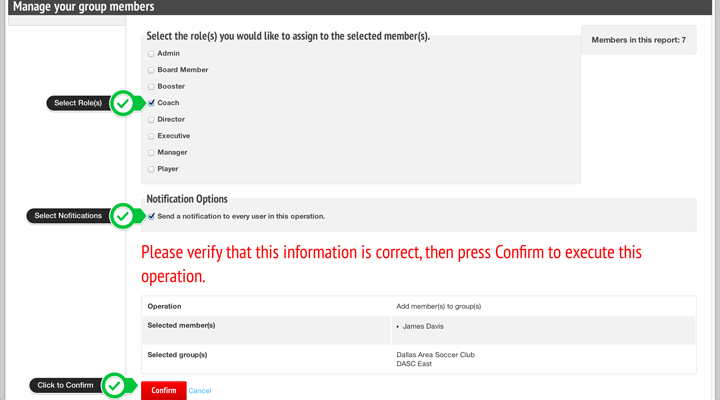 Manage your group members
Select the role(s) you would like to assign to the selected member(s).
Members in this report: 7
Admin
Board Member
Booster
Select Role(s)
Coach
Director
Executive
Manager
Player
Notification Options
Select Nofitications
Send a notification to every user in this operation.
Please verify that this information is correct, then press Confirm to execute this
operation.
Operation
Add member(s) to group(s)
Selected member(s)
• James Davis
Selected group(s)
Dallas Area Soccer Club
DASC East
Click to Confirm
Confirm
Cancel